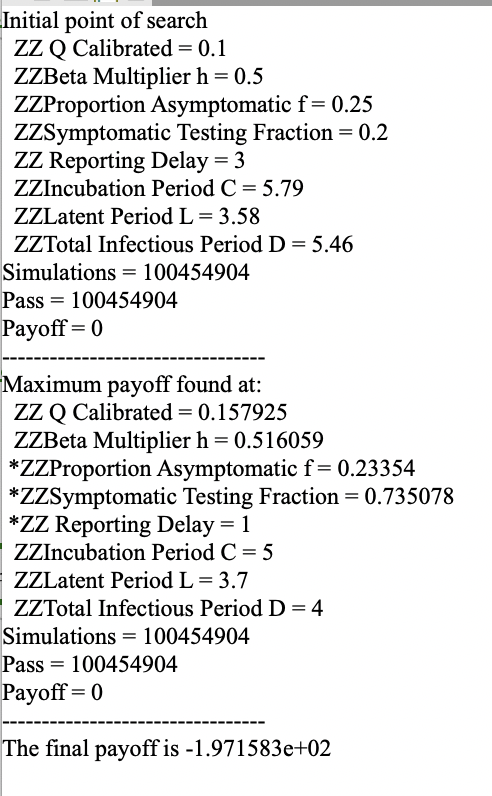 Initial point of search
ZZ Q Calibrated = 0.1
ZZBeta Multiplier h = 0.5
ZZProportion Asymptomatic f = 0.25
ZZSymptomatic Testing Fraction = 0.2
ZZ Reporting Delay = 3
ZZIncubation Period C = 5.79
ZZLatent Period L = 3.58
ZZTotal Infectious Period D = 5.46
Simulations = 100454904
Pass = 100454904
Payoff = 0
---------------------------------
Maximum payoff found at:
ZZ Q Calibrated = 0.157925
ZZBeta Multiplier h = 0.516059
*ZZProportion Asymptomatic f = 0.23354
*ZZSymptomatic Testing Fraction = 0.735078
*ZZ Reporting Delay = 1
ZZIncubation Period C = 5
ZZLatent Period L = 3.7
ZZTotal Infectious Period D = 4
Simulations = 100454904
Pass = 100454904
Payoff = 0
---------------------------------
The final payoff is -1.971583e+02